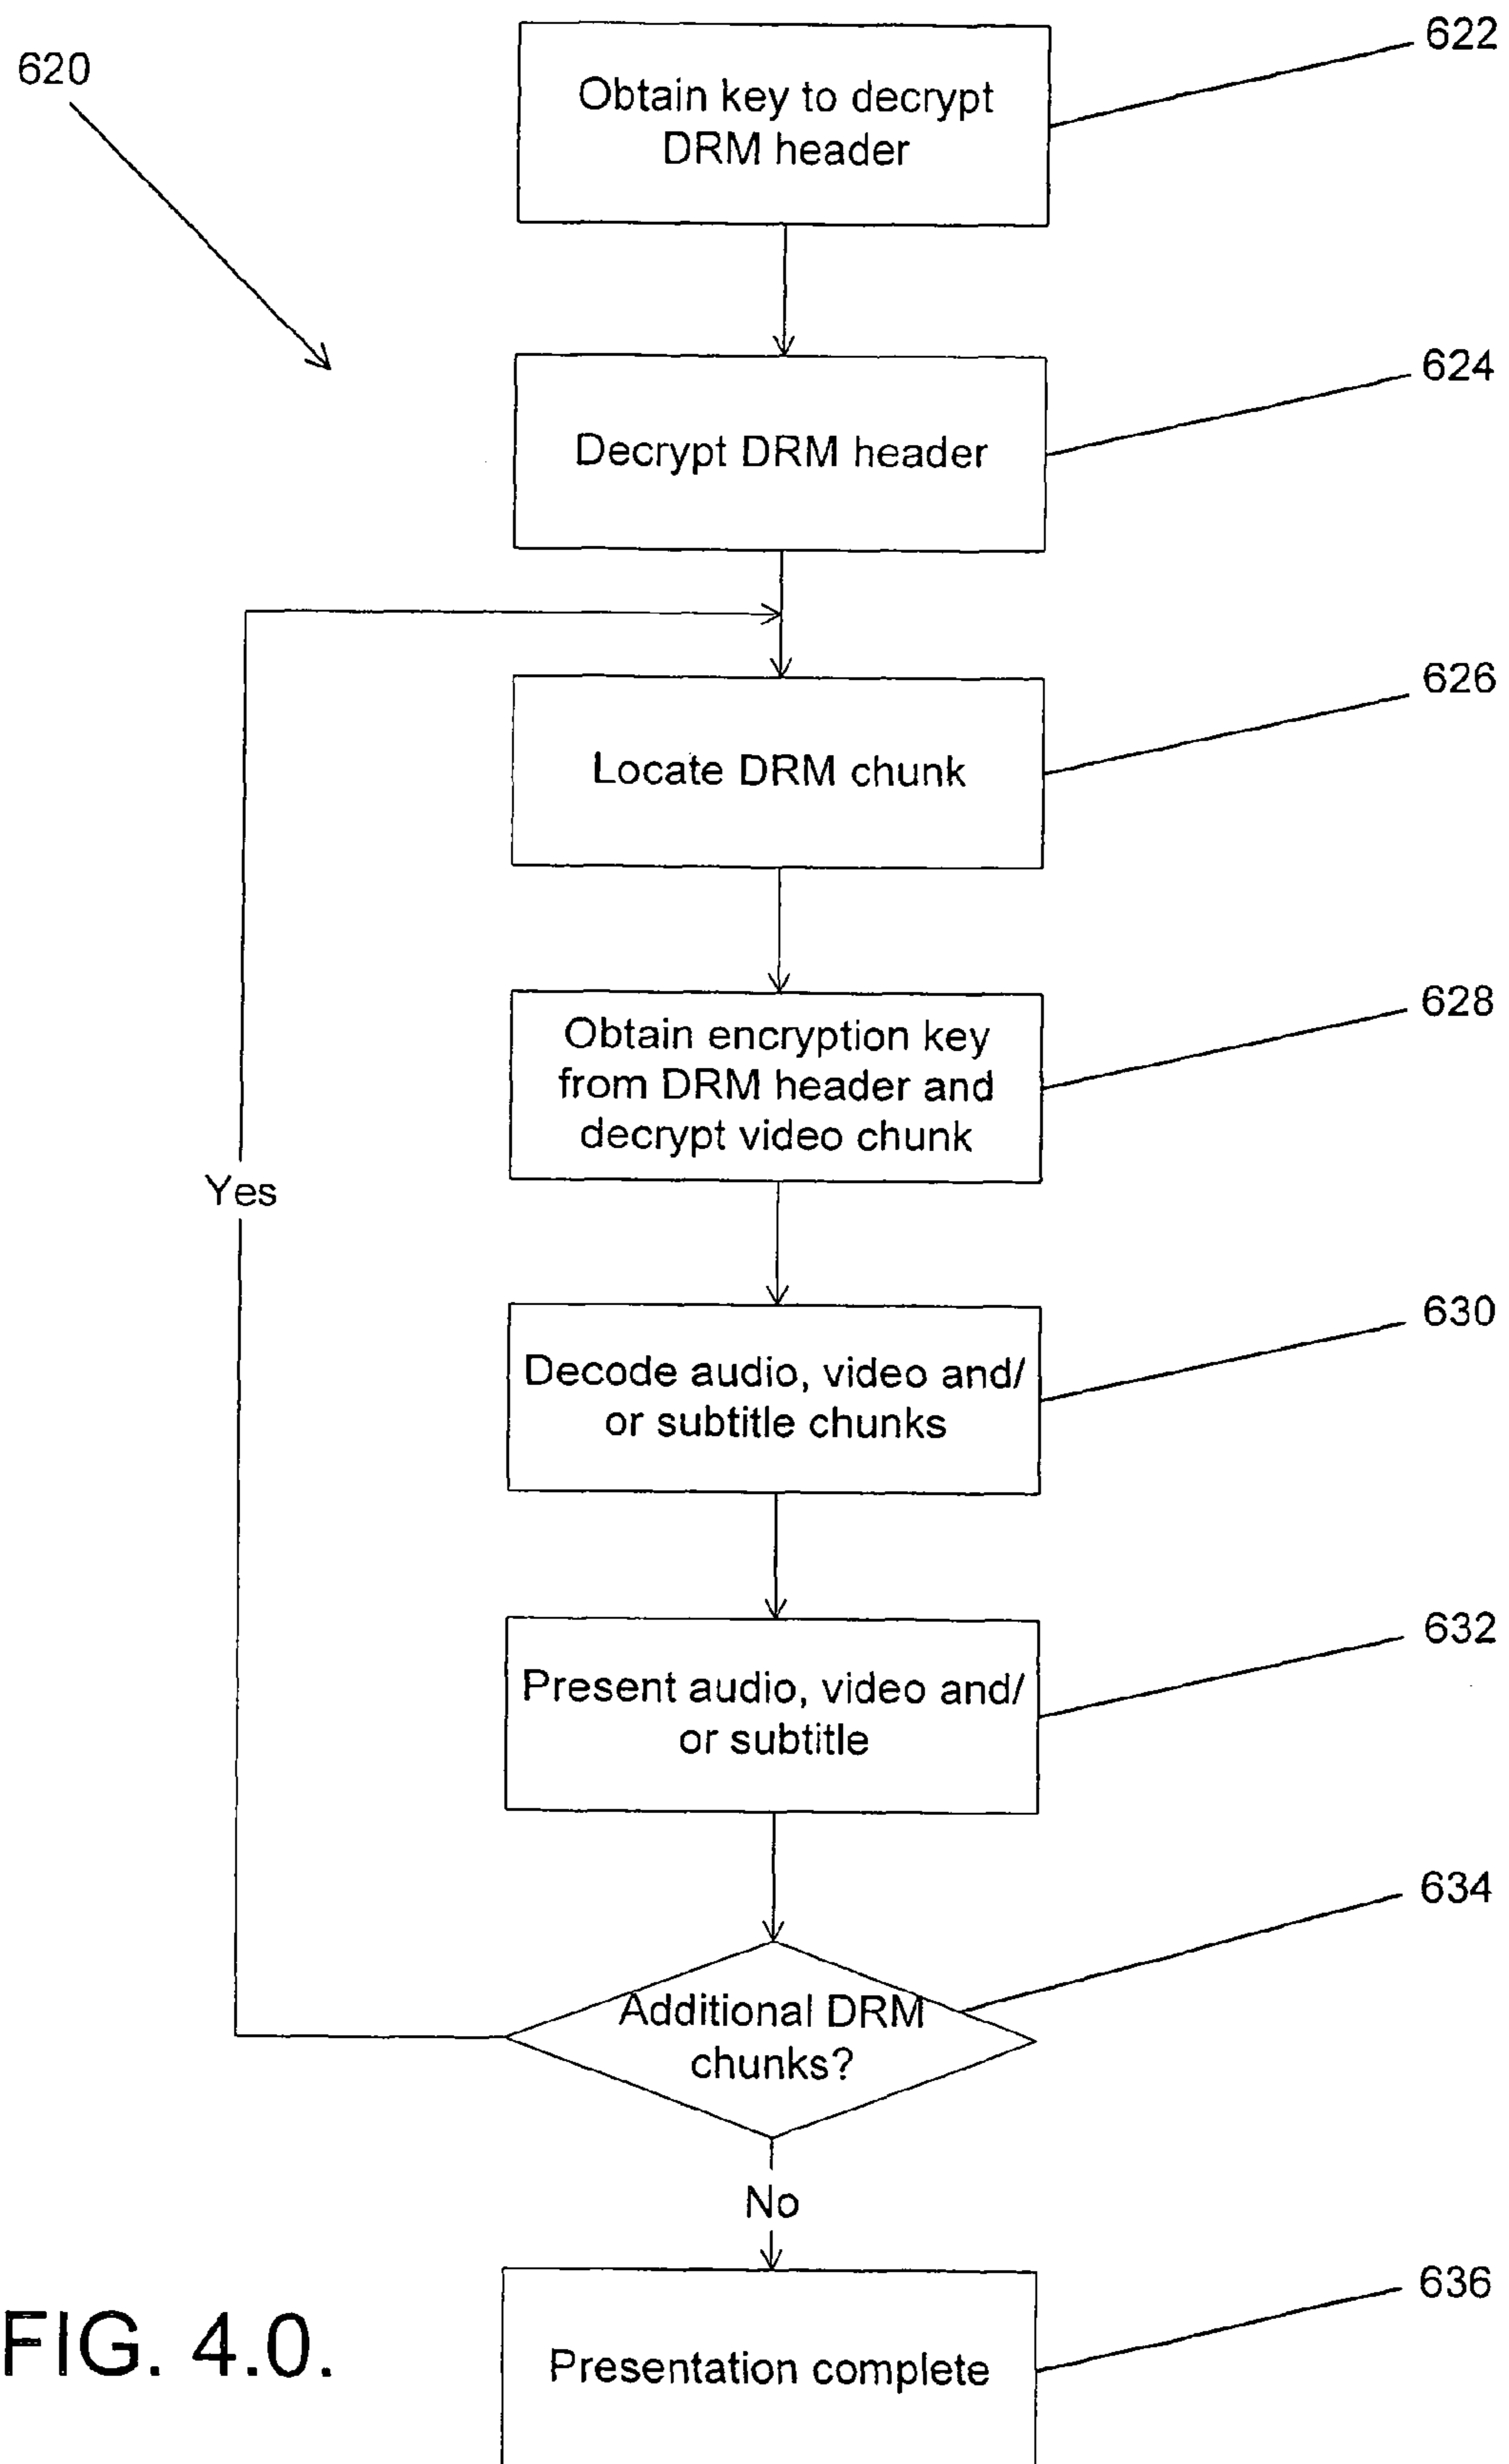 622
620
Obtain key to decrypt
DRM header
624
Decrypt DRM header
626
Locate DRM chunk
628
Obtain encryption key
from DRM header and
decrypt video chunk
Yes
630
Decode audio, video and/
or subtitle chunks
632
Present audio, video and/
or subtitle
634
Additional DRM
chunks?
No
636
FIG. 4.0.
Presentation complete